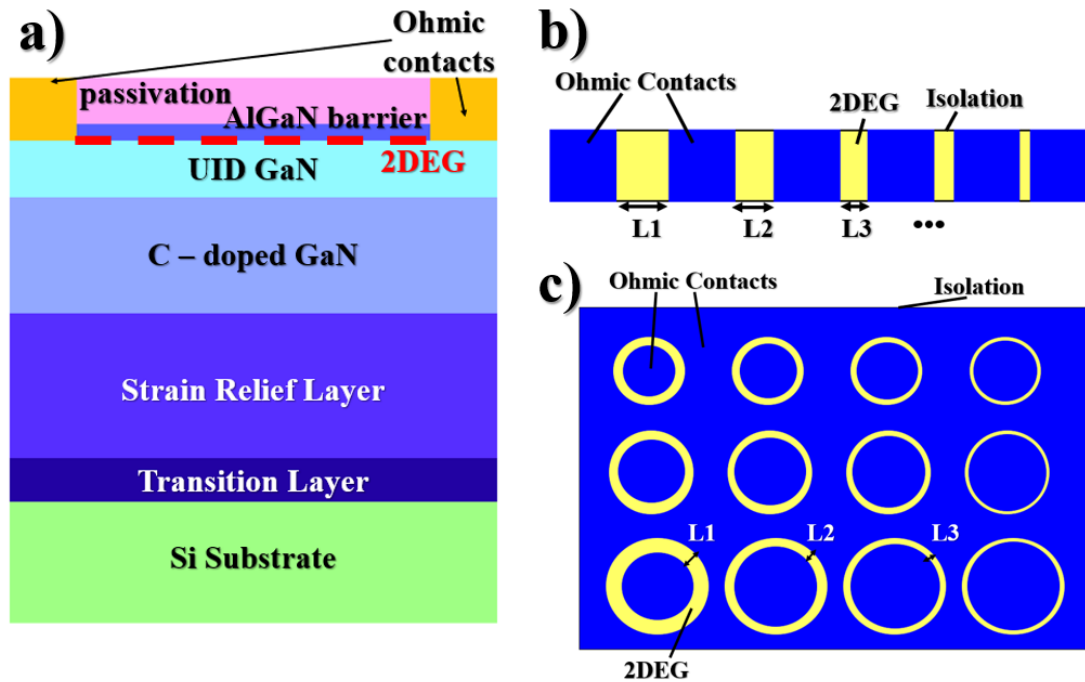 a)
Ohmic
contacts
passivation
AlGaN barrier
2DEG
UID GaN
C – doped GaN
Strain Relief Layer
Transition Layer
Si Substrate
b)
Ohmic Contacts
2DEG
Isolation
L1
L2
L3
...
c)
Ohmic Contacts
Isolation
L1
L2
L3
2DEG